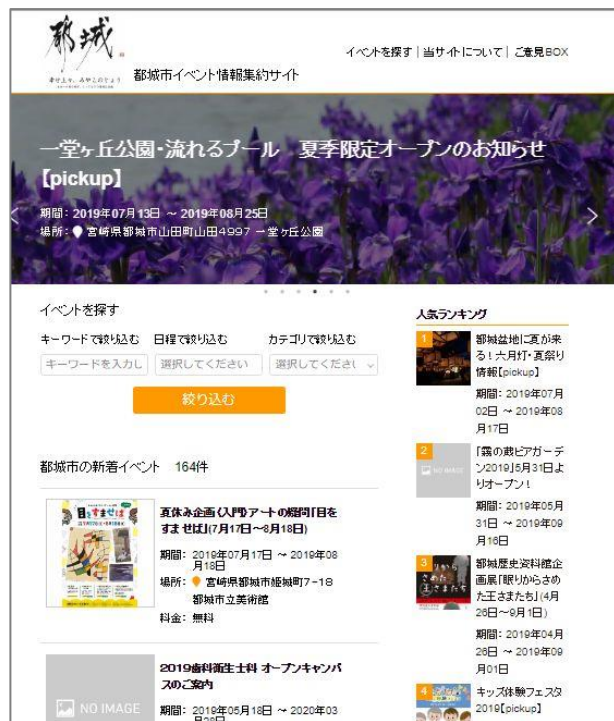 都城
幸せ上々、みやこのじょう
都城市イベント情報集約サイト
イベントを探す | 当サイトについて | ご意見BOX
一堂ヶ丘公園・流れるプール 夏季限定オープンのお知らせ
【pickup】
期間: 2019年07月13日 ~ 2019年08月25日
場所: 宮崎県都城市山田町山田4997 一堂ヶ丘公園
イベントを探す
キーワードで絞り込む 日程で絞り込む カテゴリで絞り込む
キーワードを入力し 選択してください 選択してください
絞り込む
都城市の新着イベント 164件
目をすませば
夏休み企画〈入門〉アートの疑問「目を
すませば」(7月17日~8月18日)
期間: 2019年07月17日 ~ 2019年08
月18日
場所: 宮崎県都城市姫城町7-18
都城市立美術館
料金: 無料
NO IMAGE
2019歯科衛生士科 オープンキャンパ
スのご案内
期間: 2019年05月18日 ~ 2020年03
月28日
人気ランキング
1
都城盆地に夏が来
る!六月灯・夏祭り
情報【pickup】
期間: 2019年07月
02日 ~ 2019年08
月17日
2
NO IMAGE
「霧の蔵ビアガーデ
ン2019」5月31日よ
りオープン!
期間: 2019年05月
31日 ~ 2019年09
月16日
3
都城歴史資料館企
画展「眠りからさめ
た王さまたち」(4月
26日~9月1日)
期間: 2019年04月
26日 ~ 2019年09
月01日
4
キッズ体験フェスタ
2019【pickup】